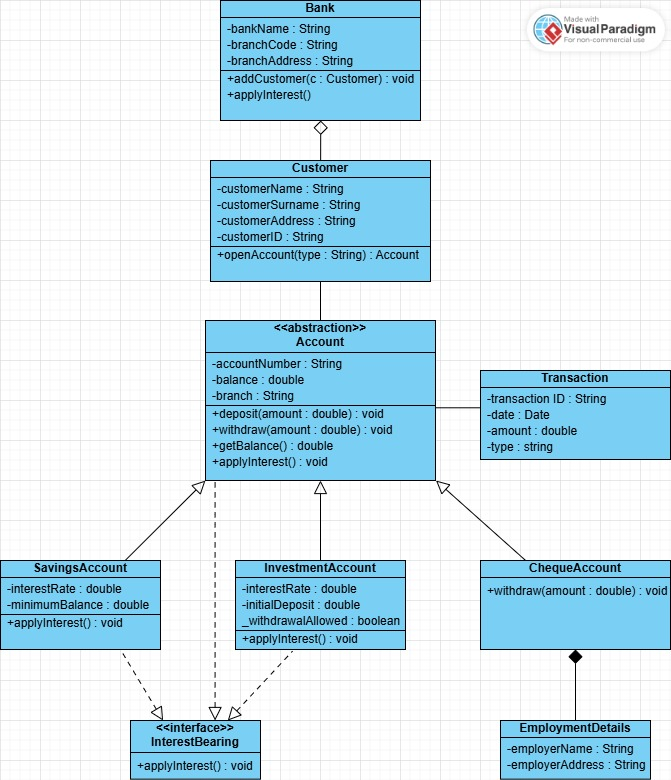 Bank
-bankName : String
-branchCode : String
-branchAddress : String
+addCustomer(c : Customer) : void
+applyInterest()
Made with
VisualParadigm
For non-commercial use
Customer
-customerName : String
-customerSurname : String
-customerAddress : String
-customerID : String
+openAccount(type : String) : Account
<<abstraction>>
Account
-accountNumber : String
-balance : double
-branch : String
+deposit(amount : double) : void
+withdraw(amount : double) : void
+getBalance() : double
+applyInterest() : void
Transaction
-transaction ID : String
-date : Date
-amount : double
-type : string
SavingsAccount
-interestRate : double
-minimumBalance : double
+applyInterest() : void
InvestmentAccount
-interestRate : double
-initialDeposit : double
_withdrawalAllowed : boolean
+applyInterest() : void
ChequeAccount
+withdraw(amount : double) : void
<<interface>>
InterestBearing
+applyInterest() : void
EmploymentDetails
-employerName : String
-employerAddress : String